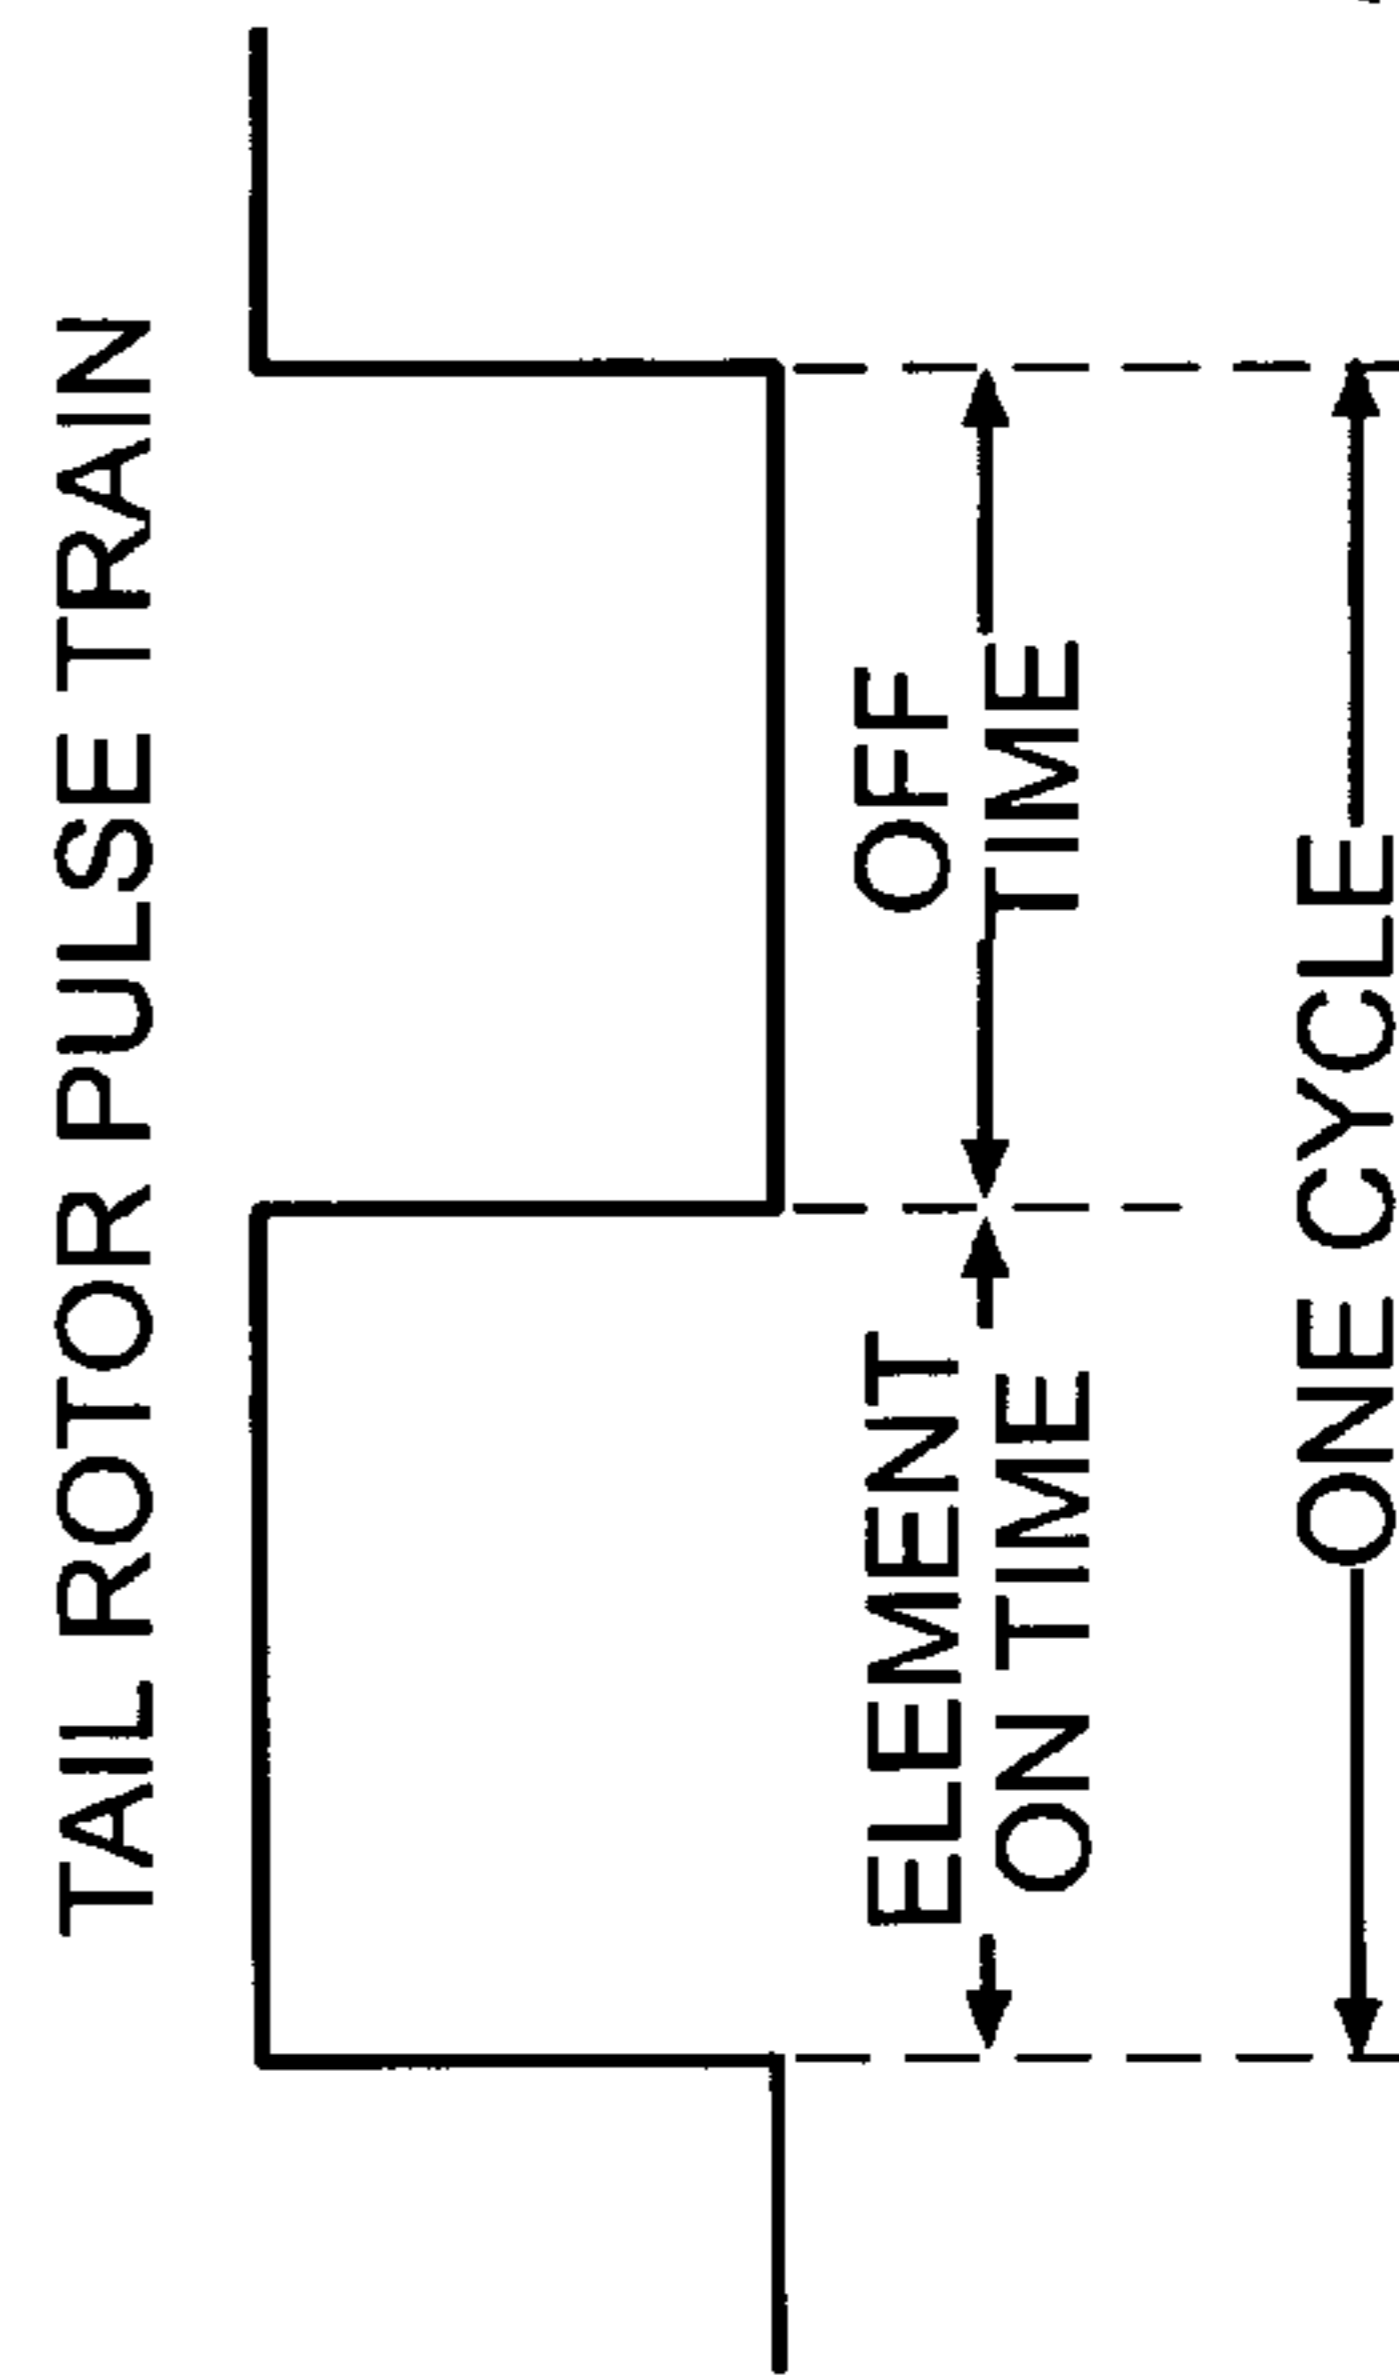 TAIL ROTOR PULSE TRAIN
ELEMENT
ON TIME
OFF
TIME
ONE CYCLE